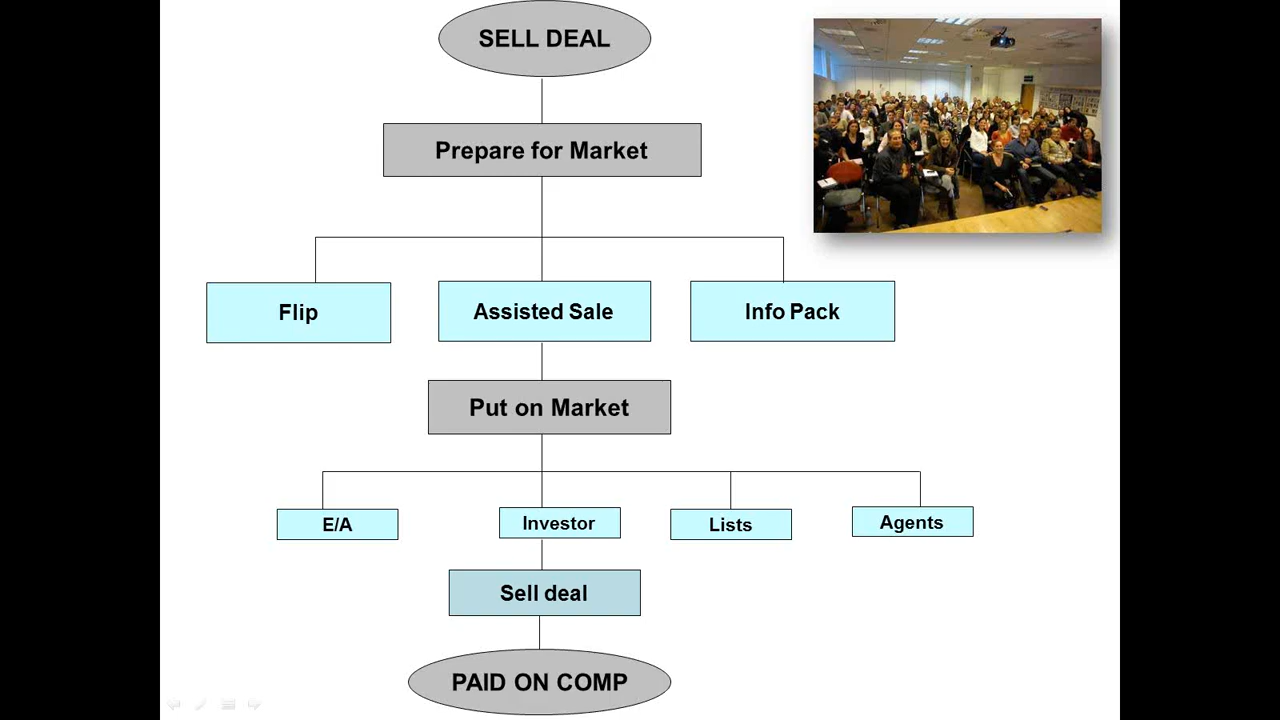 SELL DEAL
Prepare for Market
Flip
Assisted Sale
Info Pack
Put on Market
E/A
Investor
Lists
Agents
Sell deal
PAID ON COMP